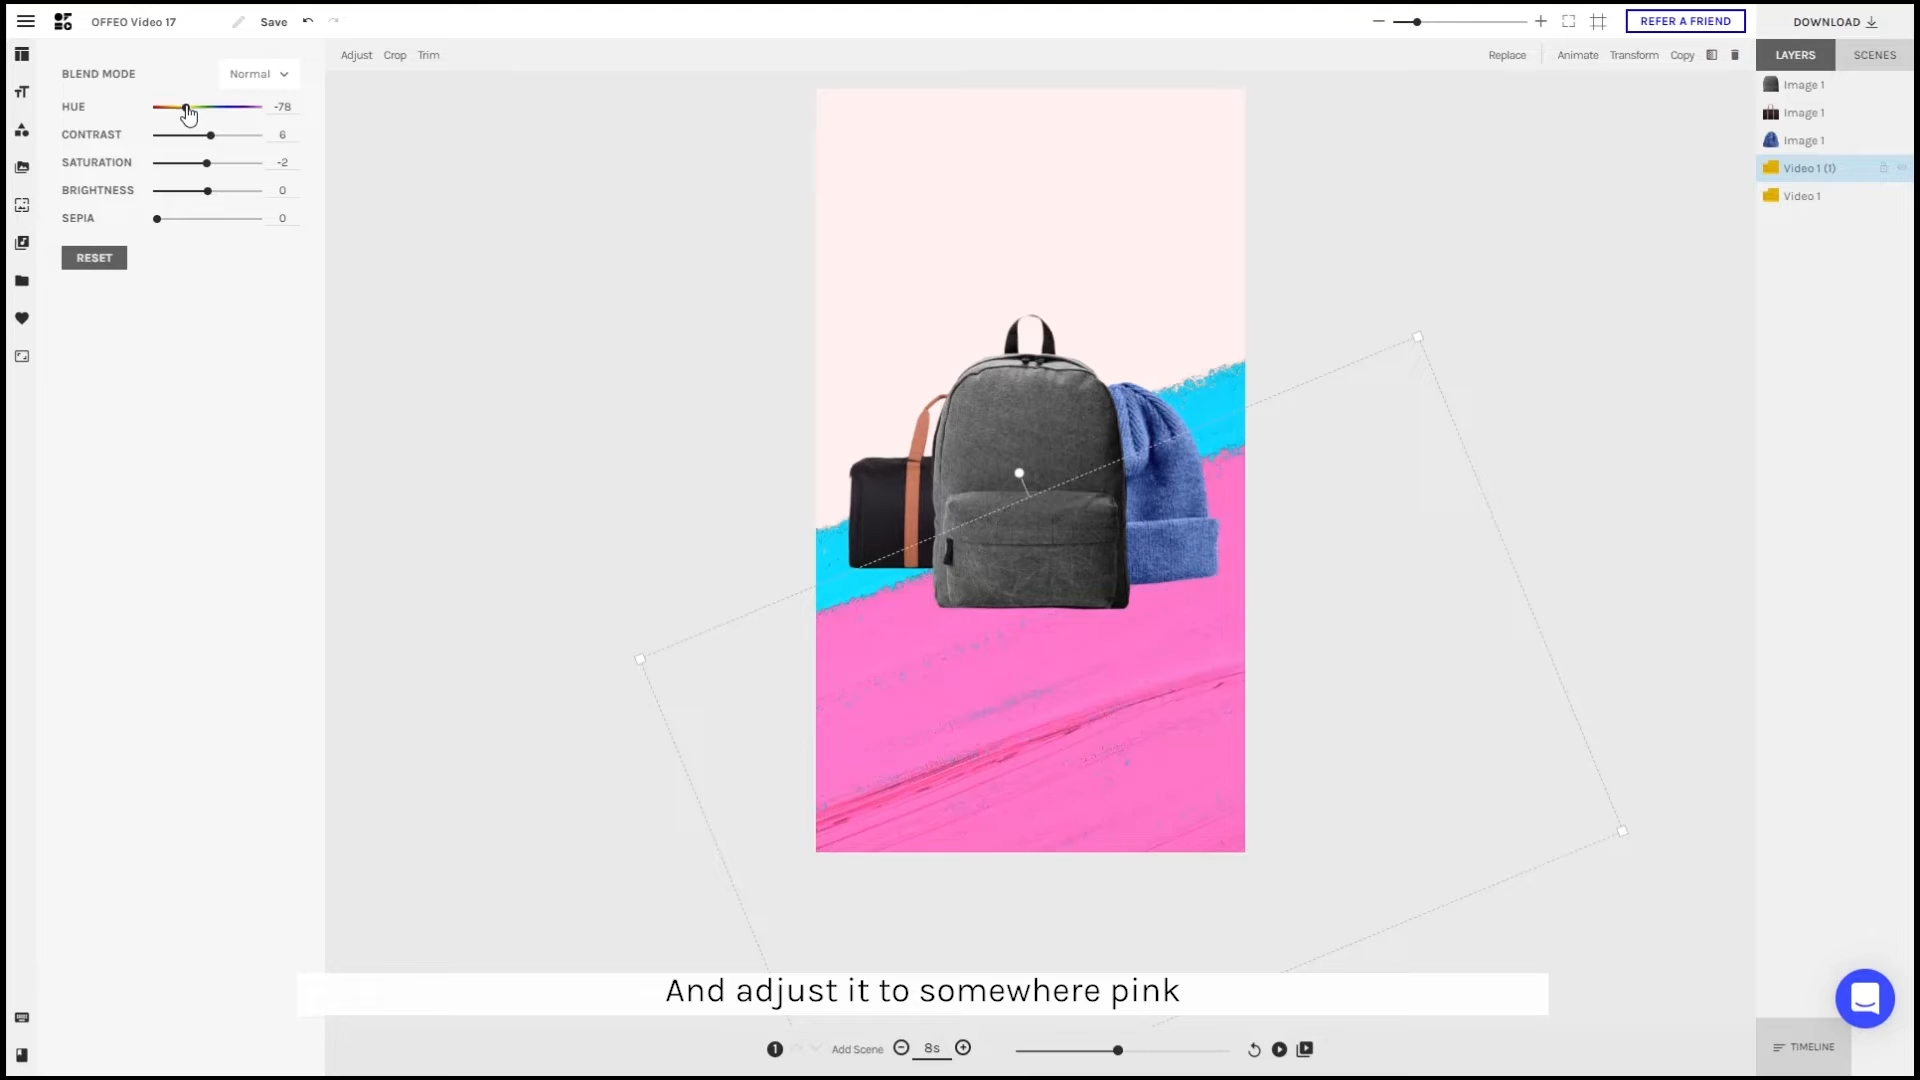 OFFEO Video 17
Save
REFER A FRIEND
DOWNLOAD
Adjust Crop Trim
Replace Animate Transform Copy
LAYERS SCENES
BLEND MODE Normal
HUE -78
CONTRAST 6
SATURATION -2
BRIGHTNESS 0
SEPIA 0
RESET
Image 1
Image 1
Image 1
Video 1 (1)
Video 1
And adjust it to somewhere pink
1 Add Scene 8s
TIMELINE